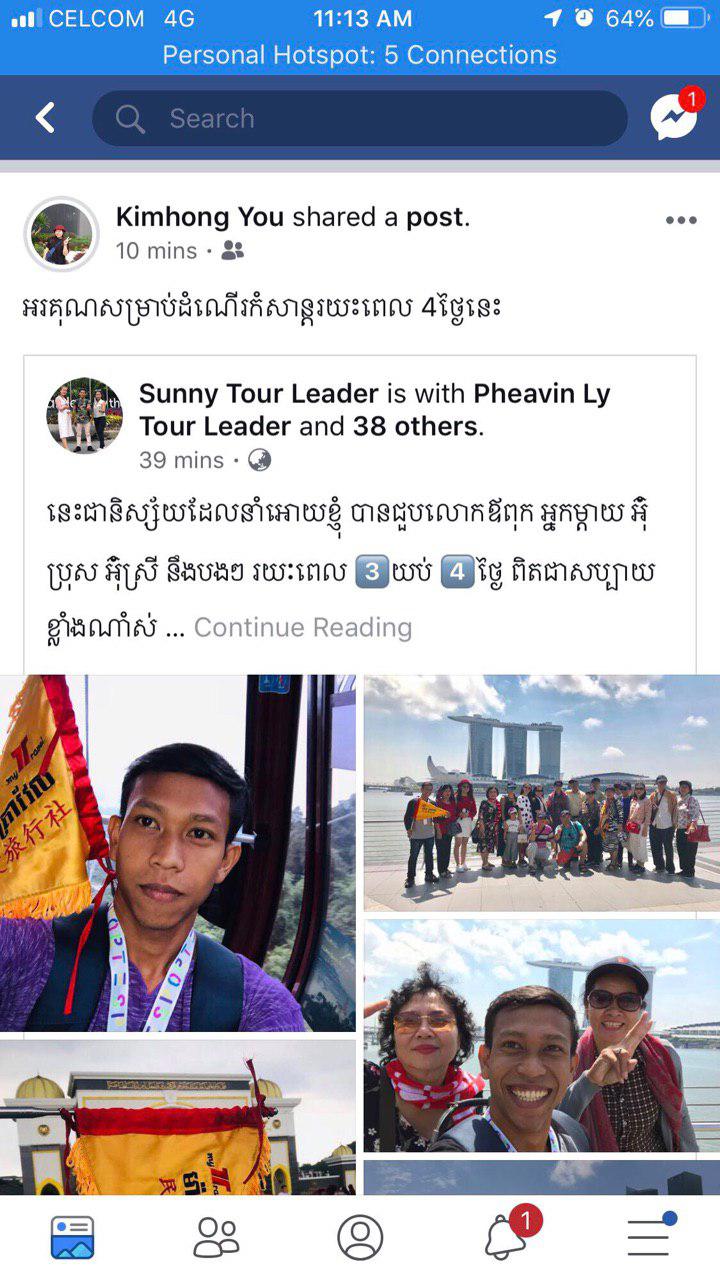 CELCOM 4G 11:13 AM 64%
Personal Hotspot: 5 Connections
Search
1
Kimhong You shared a post.
10 mins ·
អរគុណសម្រាប់ដំណើរកំសាន្តរយះពេល 4ថ្ងៃនេះ
Sunny Tour Leader is with Pheavin Ly
Tour Leader and 38 others.
39 mins ·
នេះជានិស្ស័យដែលនាំអោយខ្ញុំ បានជួបលោកឪពុក អ្នកម្តាយ អ៊ុំ
ប្រុស អ៊ុំស្រី នឹងបងៗ រយ:ពេល 3យប់ 4ថ្ងៃ ពិតជាសប្បាយ
ខ្លាំងណាំស់ ... Continue Reading
my
旅行社
my
民
1